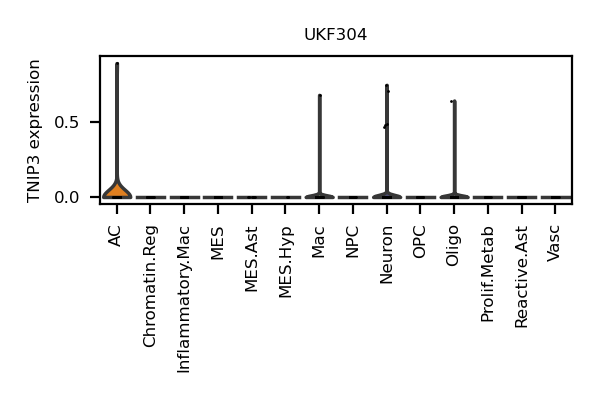 UKF304
TNIP3 expression
0.5
0.0
AC
Chromatin.Reg
Inflammatory.Mac
MES
MES.Ast
MES.Hyp
Mac
NPC
Neuron
OPC
Oligo
Prolif.Metab
Reactive.Ast
Vasc